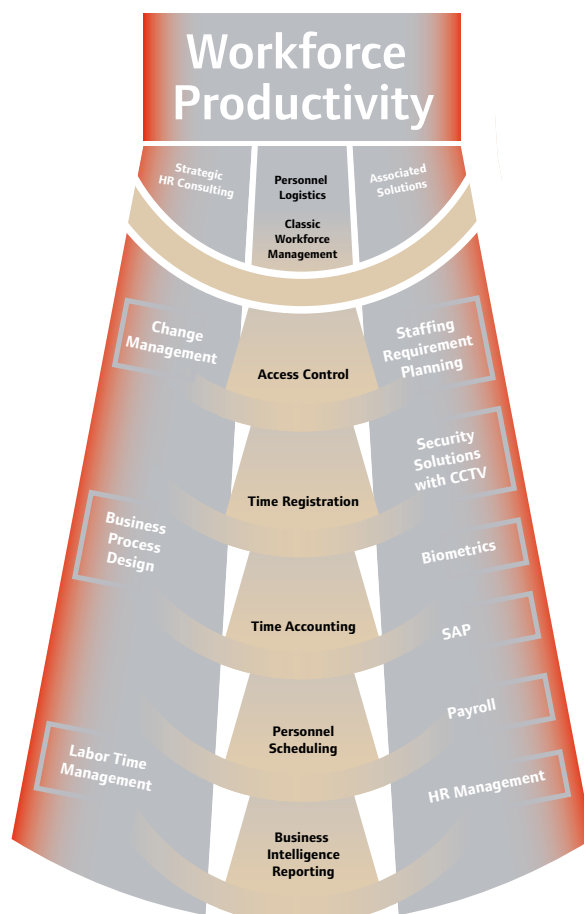 Workforce
Productivity
Strategic
HR Consulting
Personnel
Logistics
Classic
Workforce
Management
Associated
Solutions
Change
Management
Access Control
Staffing
Requirement
Planning
Time Registration
Security
Solutions
with CCTV
Business
Process
Design
Biometrics
Time Accounting
SAP
Personnel
Scheduling
Payroll
Labor Time
Management
HR Management
Business
Intelligence
Reporting